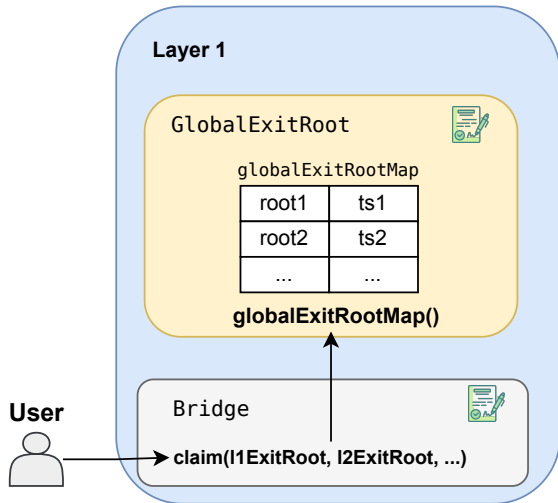 Layer 1
GlobalExitRoot
globalExitRootMap
root1 ts1
root2 ts2
... ...
globalExitRootMap()
User
Bridge
claim(l1ExitRoot, l2ExitRoot, ...)